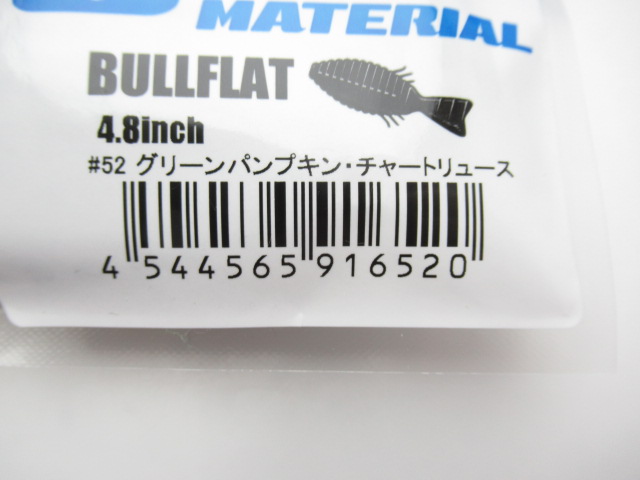 MATERIAL
BULLFLAT
4.8inch
#52 グリーンパンプキン・チャートリュース
4 544565 916520